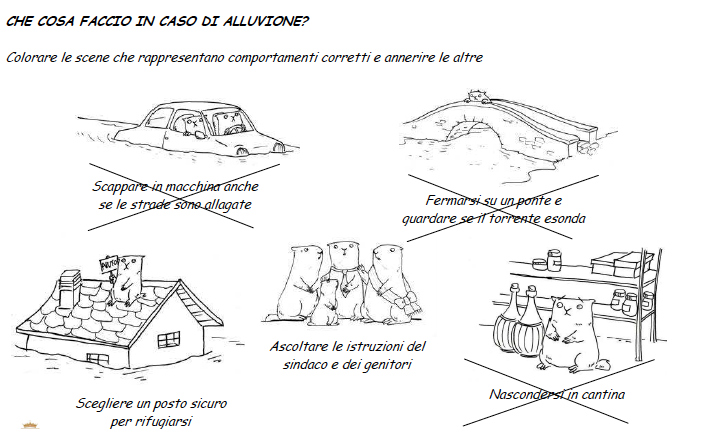 CHE COSA FACCIO IN CASO DI ALLUVIONE?
Colorare le scene che rappresentano comportamenti corretti e annerire le altre
Scappare in macchina anche
se le strade sono allagate
Fermarsi su un ponte e
guardare se il torrente esonda
AIUTO
Ascoltare le istruzioni del
sindaco e dei genitori
Scegliere un posto sicuro
per rifugiarsi
Nascondersi in cantina